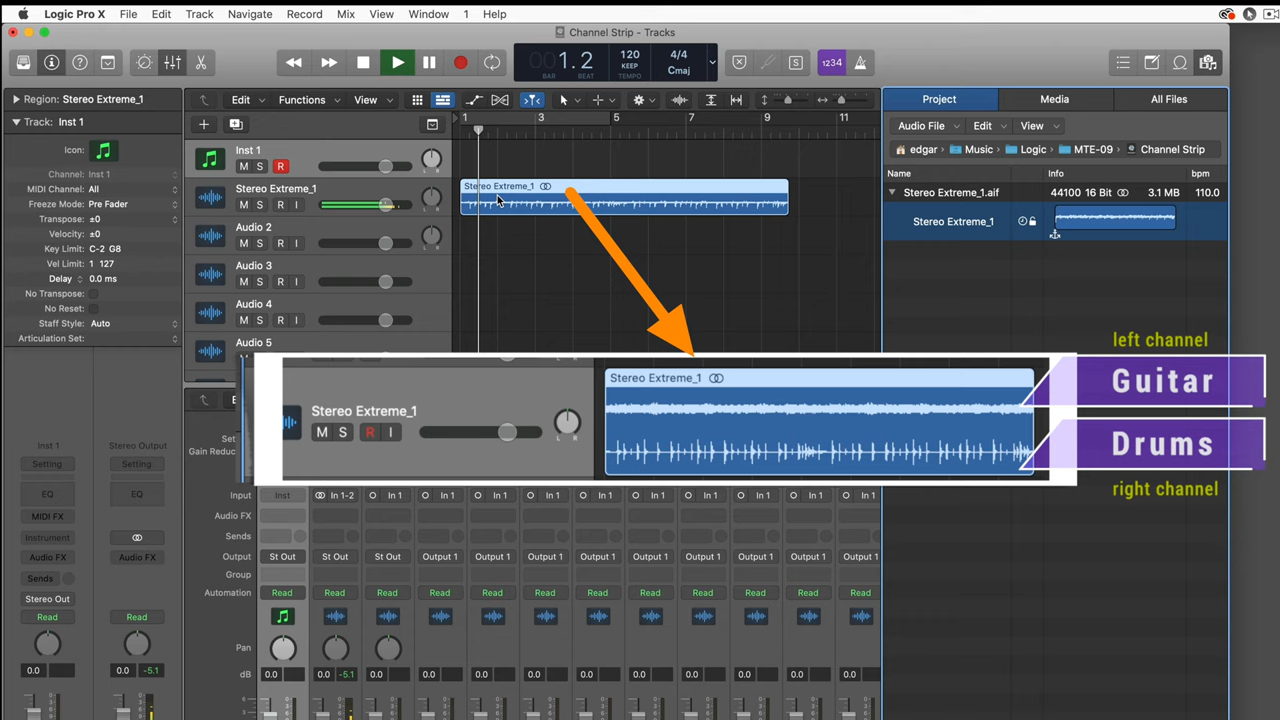 Logic Pro X File Edit Track Navigate Record Mix View Window 1 Help
Channel Strip - Tracks
001.2
BAR BEAT
120
KEEP
TEMPO
4/4
Cmaj
1234
S
Region: Stereo Extreme_1
Track: Inst 1
Icon:
Channel: Inst 1
MIDI Channel: All
Freeze Mode: Pre Fader
Transpose: ±0
Velocity: ±0
Key Limit: C-2 G8
Vel Limit: 1 127
Delay 0.0 ms
No Transpose:
No Reset:
Staff Style: Auto
Articulation Set:
Edit Functions View
1 3 5 7 9 11
Inst 1
M S R
Stereo Extreme_1
M S R I
L R
Audio 2
M S R I
L R
Audio 3
M S R I
Audio 4
M S R I
Audio 5
Stereo Extreme_1
Project Media All Files
Audio File Edit View
edgar Music Logic MTE-09 Channel Strip
Name Info bpm
Stereo Extreme_1.aif 44100 16 Bit 3.1 MB 110.0
Stereo Extreme_1
left channel
Guitar
Drums
right channel
Stereo Extreme_1
M S R I
L R
Stereo Extreme_1
Inst 1 Stereo Output
Setting Setting
EQ EQ
MIDI FX
Instrument
Audio FX Audio FX
Sends
Stereo Out
Read Read
0.0 0.0 -5.1
Gain Reduc
Input Inst In 1-2 In 1 In 1 In 1 In 1 In 1 In 1 In 1 In 1 In 1 In 1
Audio FX
Sends
Output St Out St Out St Out Output 1 Output 1 Output 1 Output 1 Output 1 Output 1 Output 1 Output 1 Output 1
Group
Automation Read Read Read Read Read Read Read Read Read Read Read Read
Pan
dB 0.0 0.0 -5.1 0.0 0.0 0.0 0.0 0.0 0.0 0.0 0.0 0.0 0.0